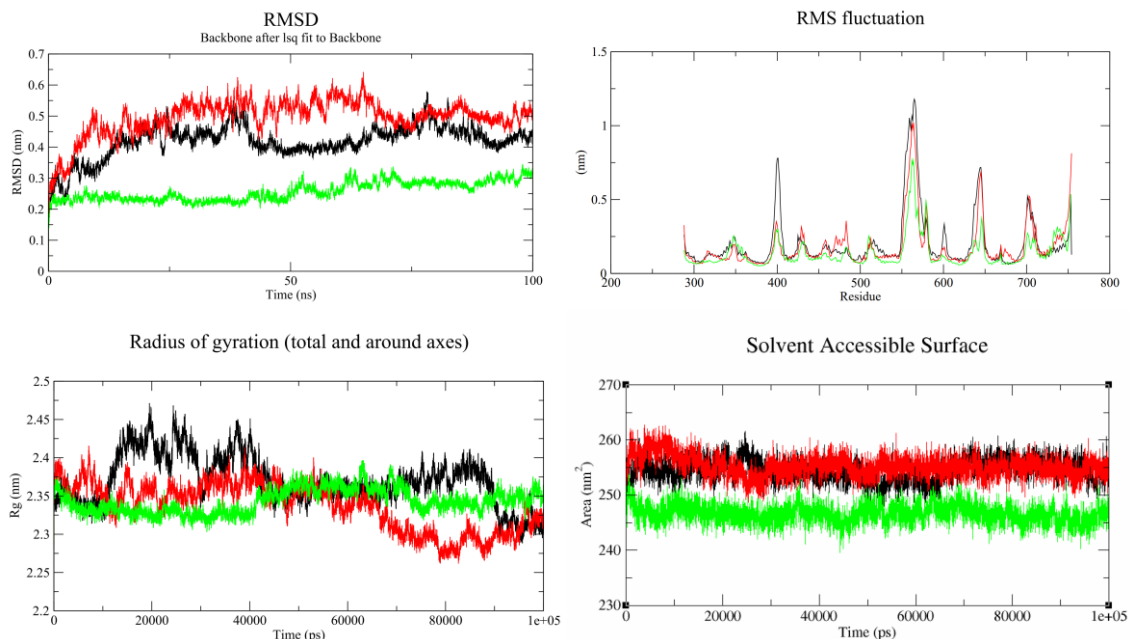 RMSD
Backbone after lsq fit to Backbone
0.7
0.6
0.5
0.4
0.3
0.2
0.1
0
RMSD (nm)
0
50
100
Time (ns)
RMS fluctuation
1.5
1
0.5
0
(nm)
200
300
400
500
600
700
800
Residue
Radius of gyration (total and around axes)
2.5
2.45
2.4
2.35
2.3
2.25
2.2
Rg (nm)
0
20000
40000
60000
80000
1e+05
Time (ps)
Solvent Accessible Surface
270
260
250
240
230
Area (nm²)
0
20000
40000
60000
80000
1e+05
Time (ps)